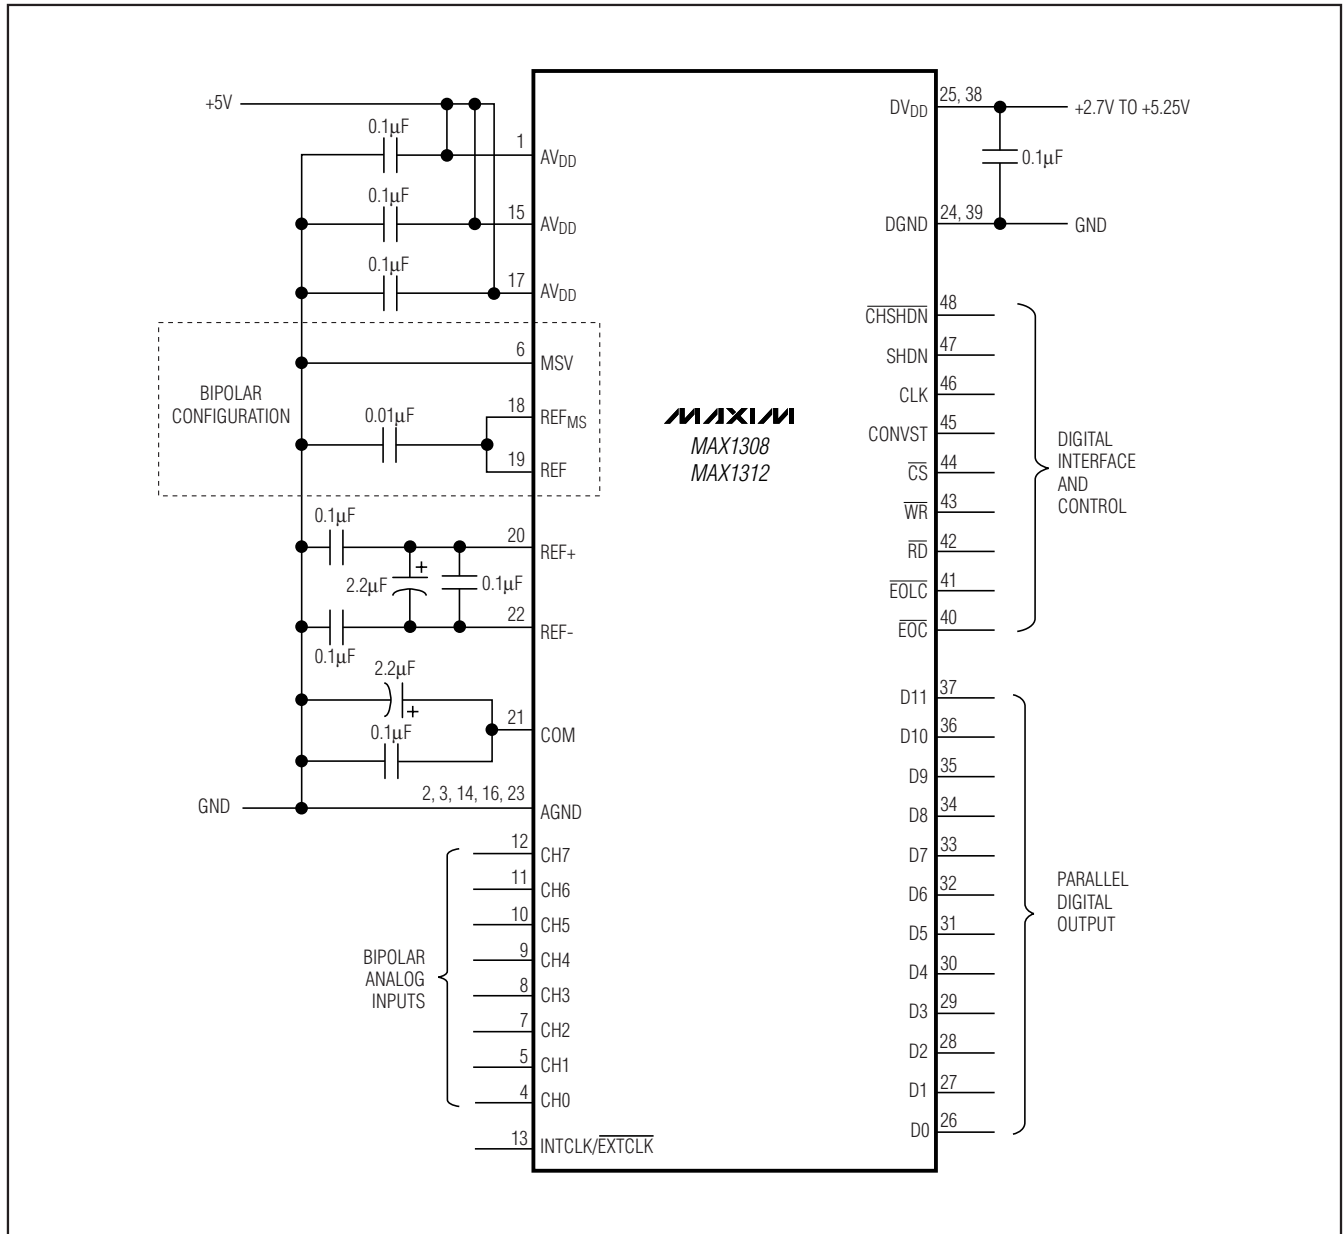 +5V
0.1µF
0.1µF
0.1µF
1
15
17
AVDD
AVDD
AVDD
BIPOLAR
CONFIGURATION
6
MSV
0.01µF
18
REFMS
19
REF
0.1µF
20
REF+
2.2µF
+
0.1µF
22
REF-
0.1µF
2.2µF
+
21
COM
0.1µF
GND
2, 3, 14, 16, 23
AGND
BIPOLAR
ANALOG
INPUTS
12
CH7
11
CH6
10
CH5
9
CH4
8
CH3
7
CH2
5
CH1
4
CH0
13
INTCLK/EXTCLK
MAXIM
MAX1308
MAX1312
DVDD
25, 38
+2.7V TO +5.25V
0.1µF
DGND
24, 39
GND
CHSHDN
48
SHDN
47
CLK
46
CONVST
45
CS
44
WR
43
RD
42
EOLC
41
EOC
40
DIGITAL
INTERFACE
AND
CONTROL
D11
37
D10
36
D9
35
D8
34
D7
33
D6
32
D5
31
D4
30
D3
29
D2
28
D1
27
D0
26
PARALLEL
DIGITAL
OUTPUT